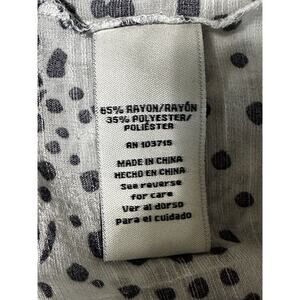 65% RAYON/RAYÓN
35% POLYESTER/
POLIÉSTER
RN 103715
MADE IN CHINA
HECHO EN CHINA
See reverse
for care
Ver al dorso
Para el cuidado